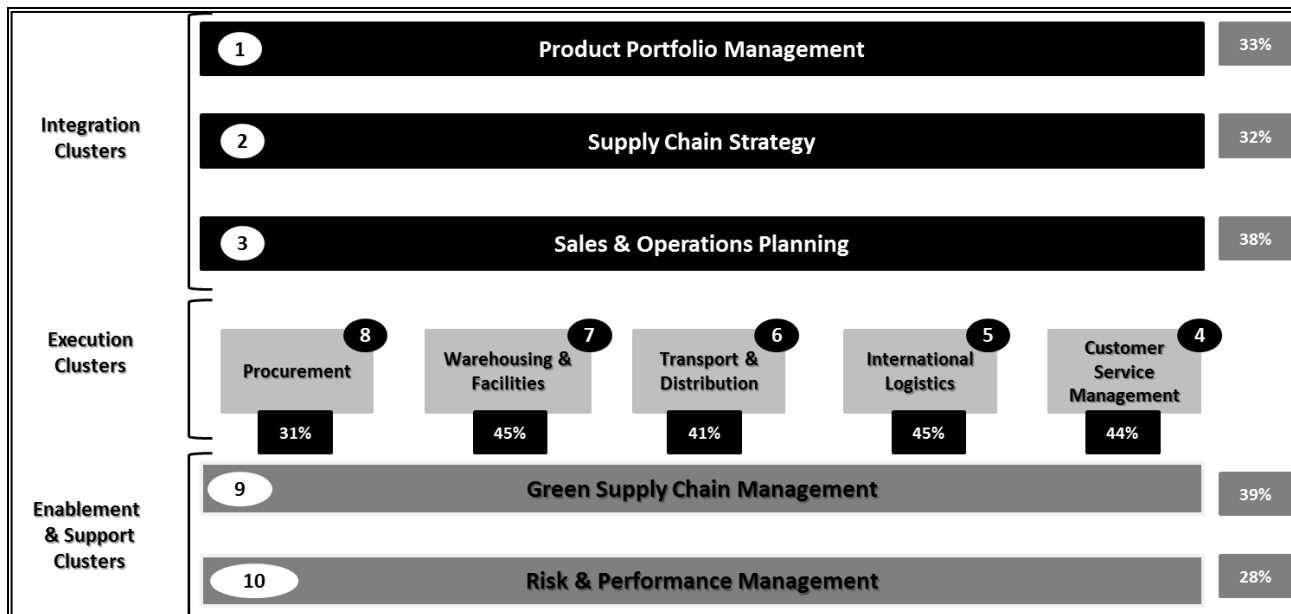 Integration
Clusters
1
Product Portfolio Management
33%
2
Supply Chain Strategy
32%
3
Sales & Operations Planning
38%
Execution
Clusters
8
Procurement
31%
7
Warehousing &
Facilities
45%
6
Transport &
Distribution
41%
5
International
Logistics
45%
4
Customer
Service
Management
44%
Enablement
& Support
Clusters
9
Green Supply Chain Management
39%
10
Risk & Performance Management
28%